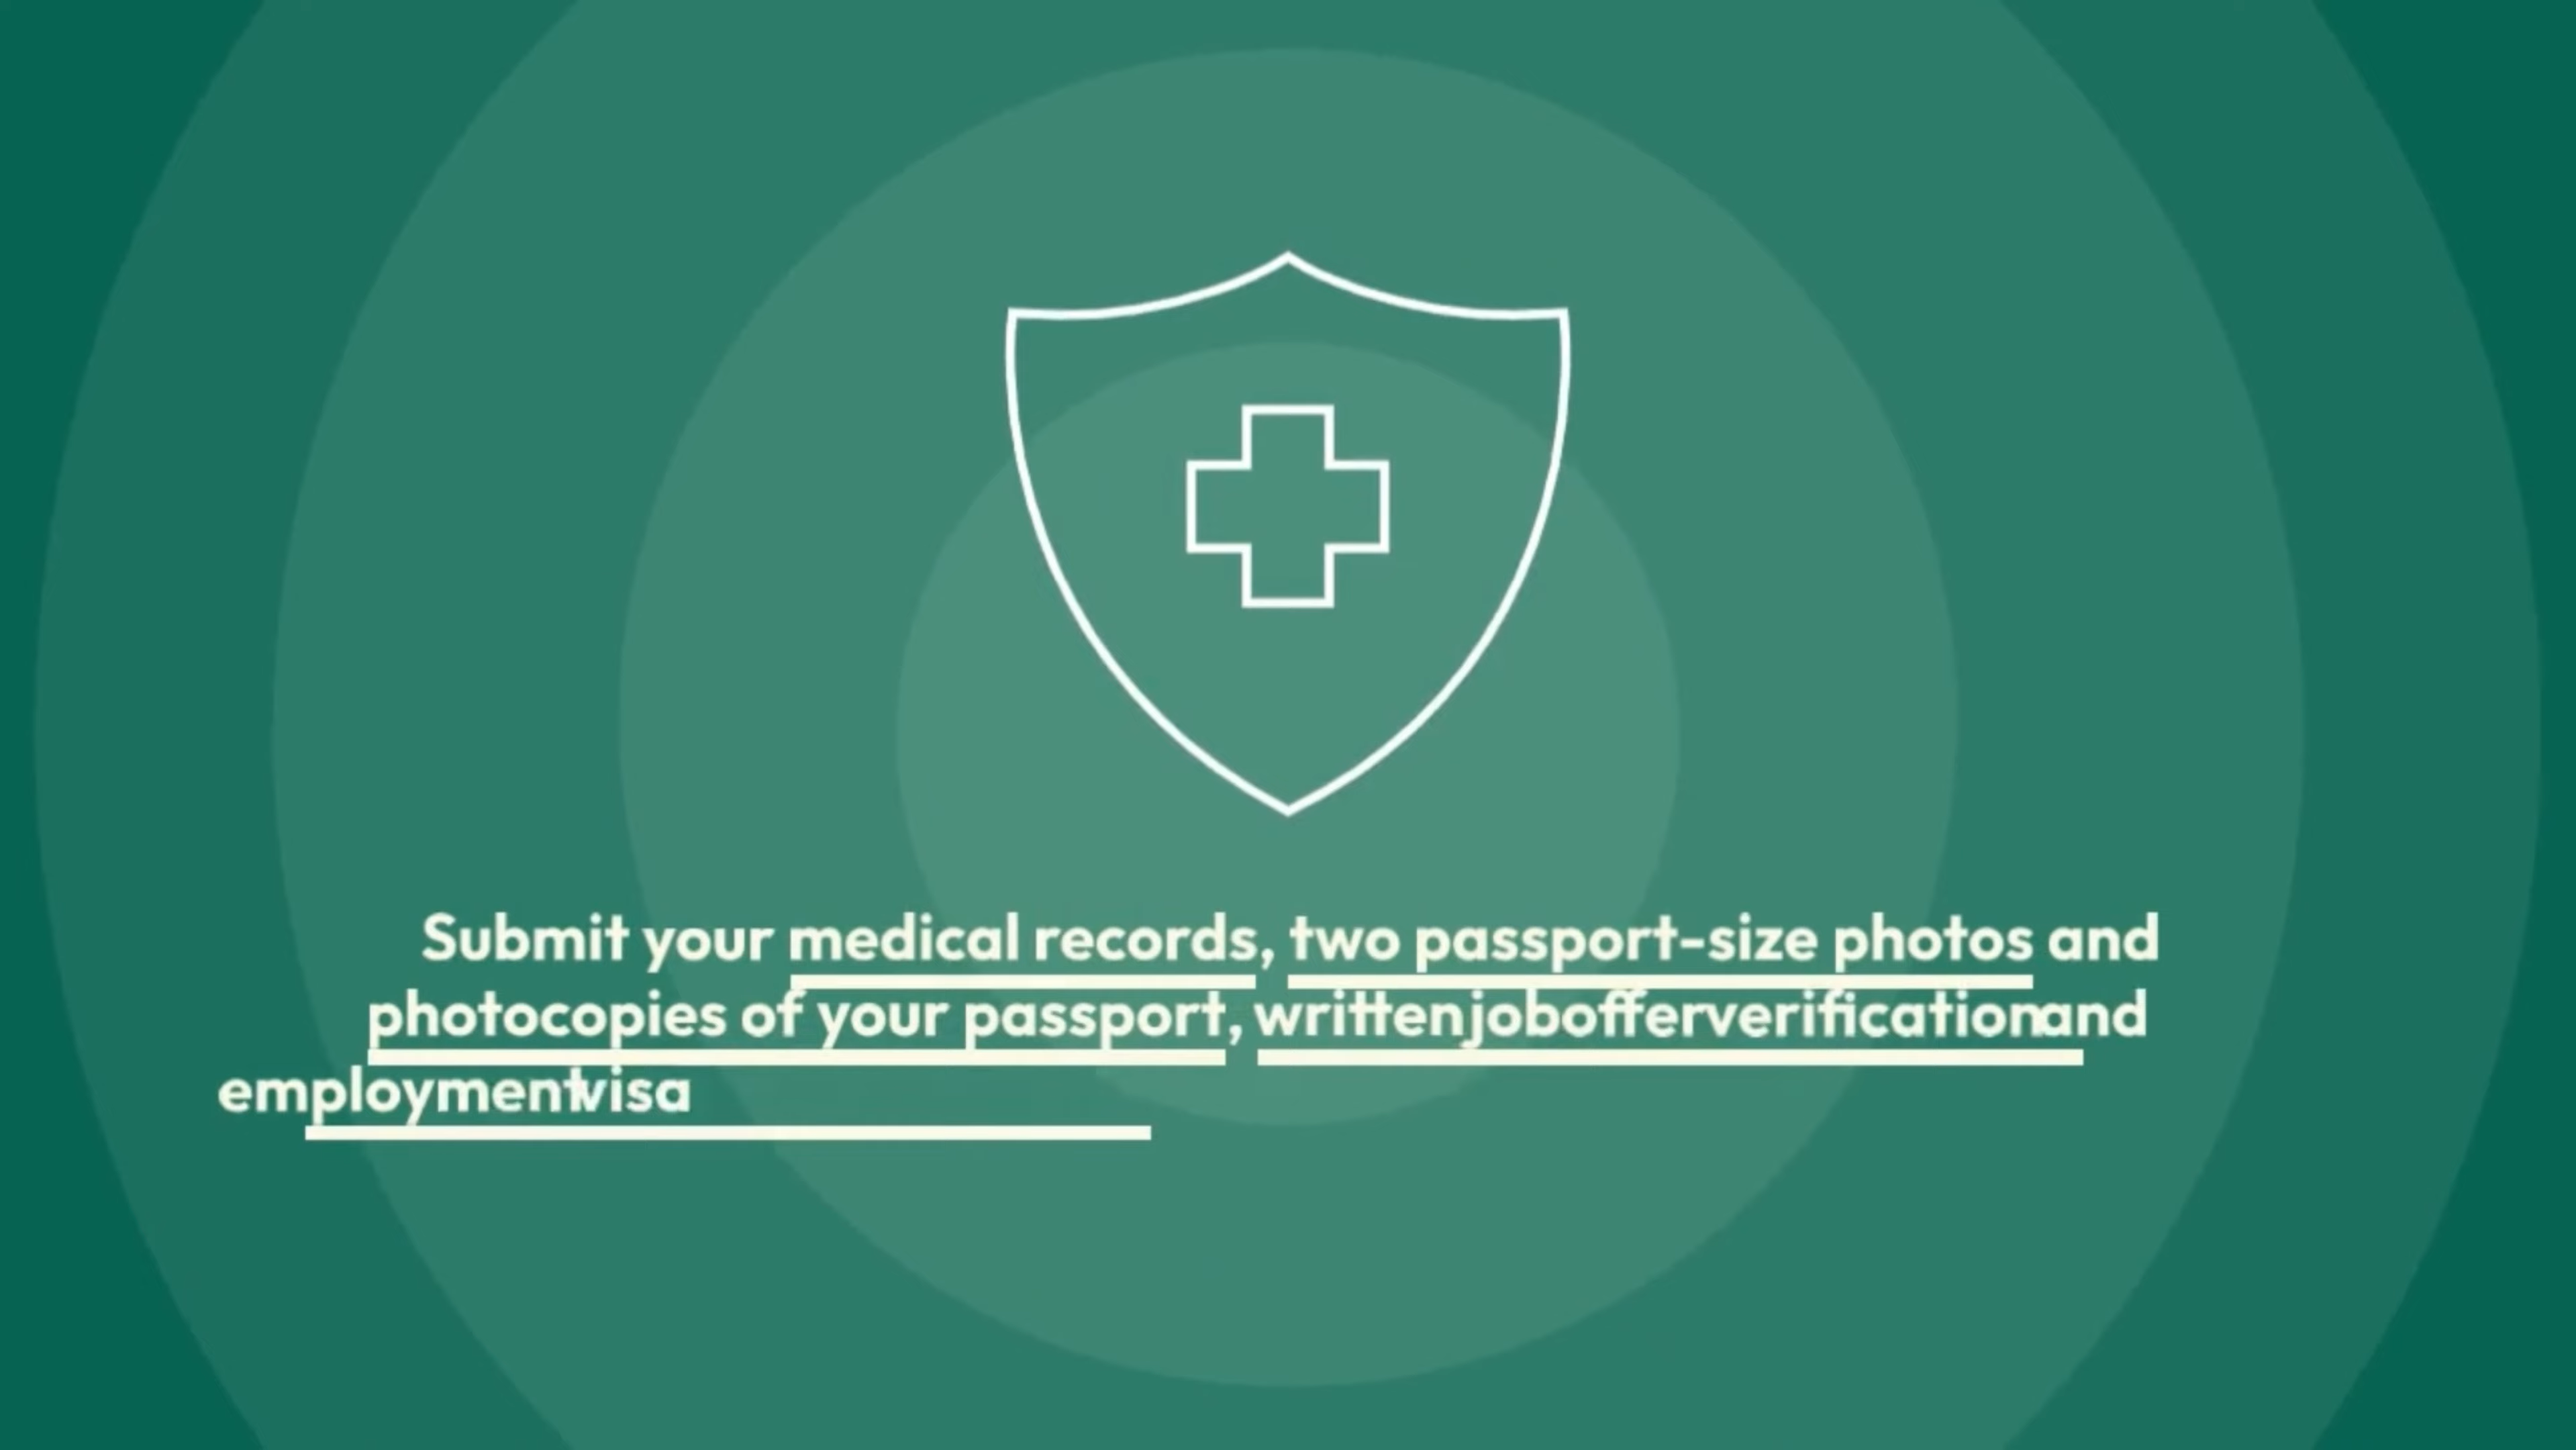 Submit your medical records, two passport-size photos and
photocopies of your passport, writtenjobofferverificationand
employmentvisa